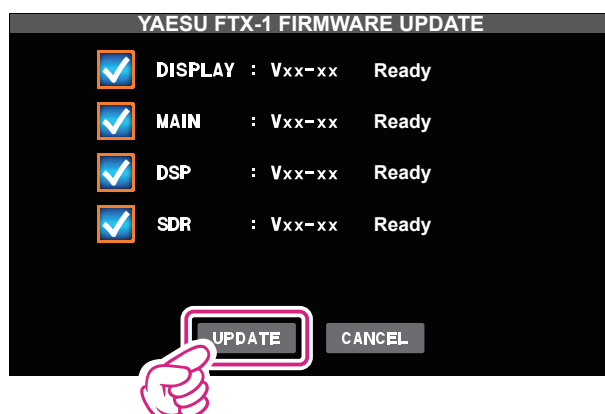 YAESU FTX-1 FIRMWARE UPDATE
DISPLAY : Vxx-xx Ready
MAIN : Vxx-xx Ready
DSP : Vxx-xx Ready
SDR : Vxx-xx Ready
UPDATE CANCEL